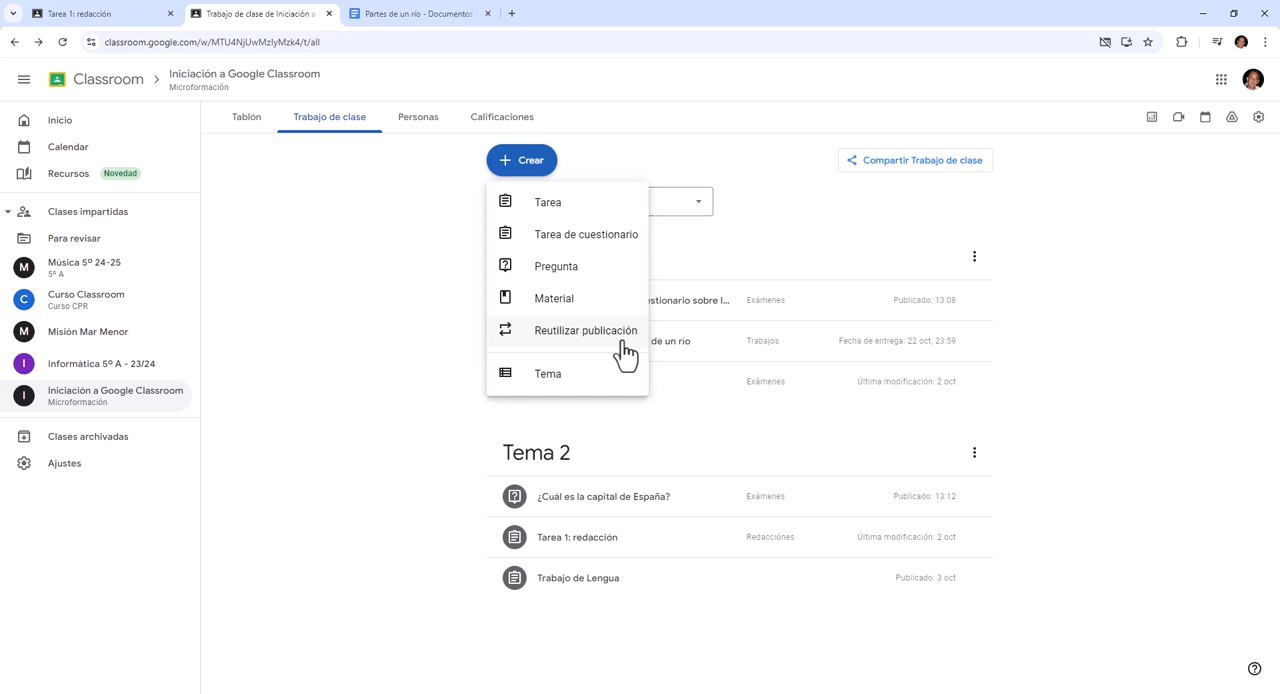 Tarea 1: redacción
Trabajo de clase de Iniciación a
Partes de un río - Documentos
classroom.google.com/w/MTU4NjUwMzIyMzk4/t/all
Classroom
Iniciación a Google Classroom
Microformación
Inicio
Calendar
Recursos Novedad
Clases impartidas
Para revisar
M Música 5º 24-25
5º A
C Curso Classroom
Curso CPR
M Misión Mar Menor
I Informática 5º A - 23/24
I Iniciación a Google Classroom
Microformación
Clases archivadas
Ajustes
Tablón
Trabajo de clase
Personas
Calificaciones
Crear
Compartir Trabajo de clase
Tarea
Tarea de cuestionario
Pregunta
Material
Reutilizar publicación
Tema
estionario sobre l... Exámenes Publicado: 13:08
de un río Trabajos Fecha de entrega: 22 oct, 23:59
Exámenes Última modificación: 2 oct
Tema 2
¿Cuál es la capital de España? Exámenes Publicado: 13:12
Tarea 1: redacción Redacciónes Última modificación: 2 oct
Trabajo de Lengua Publicado: 3 oct